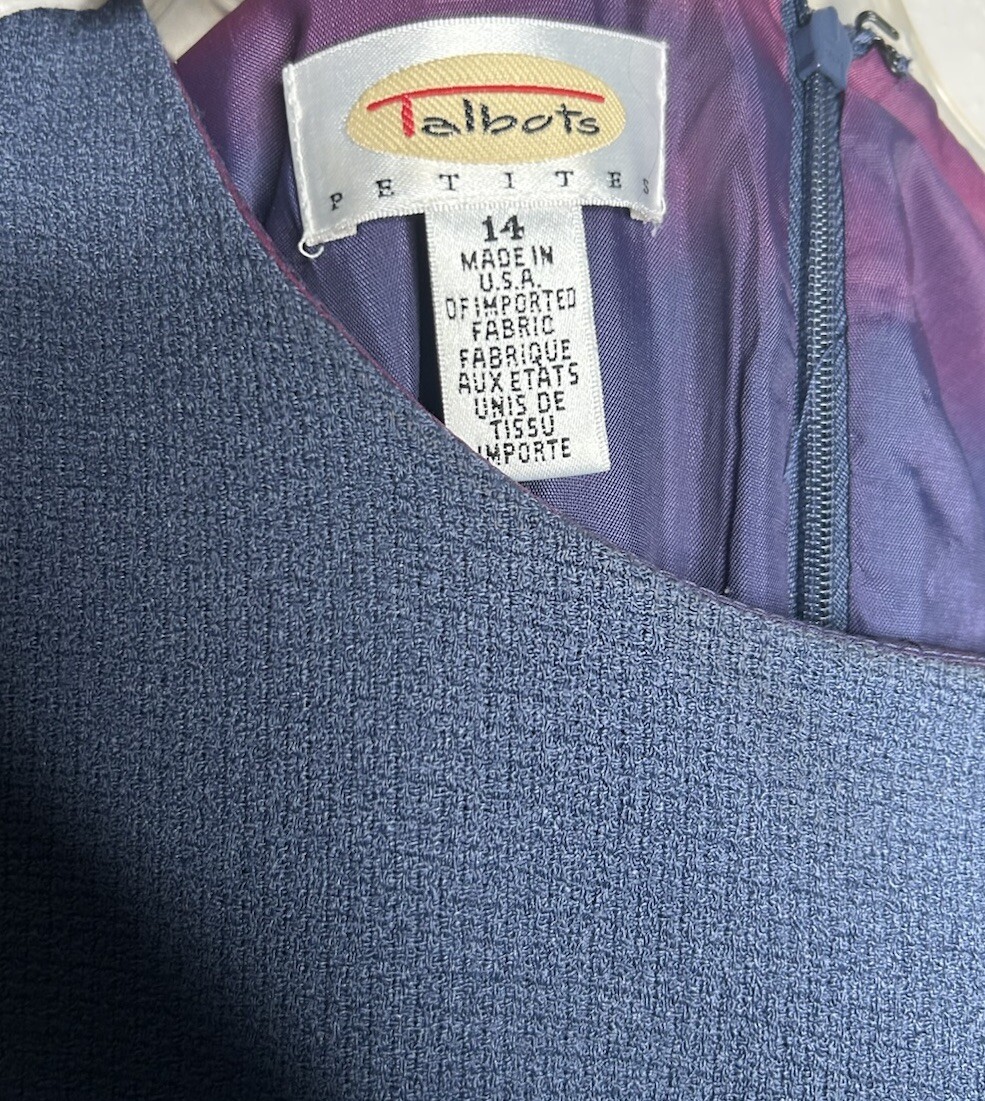 Talbots
PETITES
14
MADE IN
U.S.A.
OF IMPORTED
FABRIC
FABRIQUE
AUX ETATS
UNIS DE
TISSU
IMPORTE